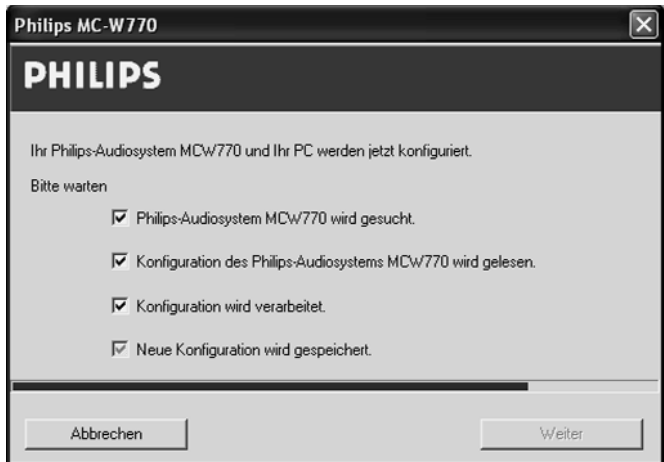 Philips MC-W770
PHILIPS
Ihr Philips-Audiosystem MCW770 und Ihr PC werden jetzt konfiguriert.
Bitte warten
Philips-Audiosystem MCW770 wird gesucht.
Konfiguration des Philips-Audiosystems MCW770 wird gelesen.
Konfiguration wird verarbeitet.
Neue Konfiguration wird gespeichert.
Abbrechen
Weiter